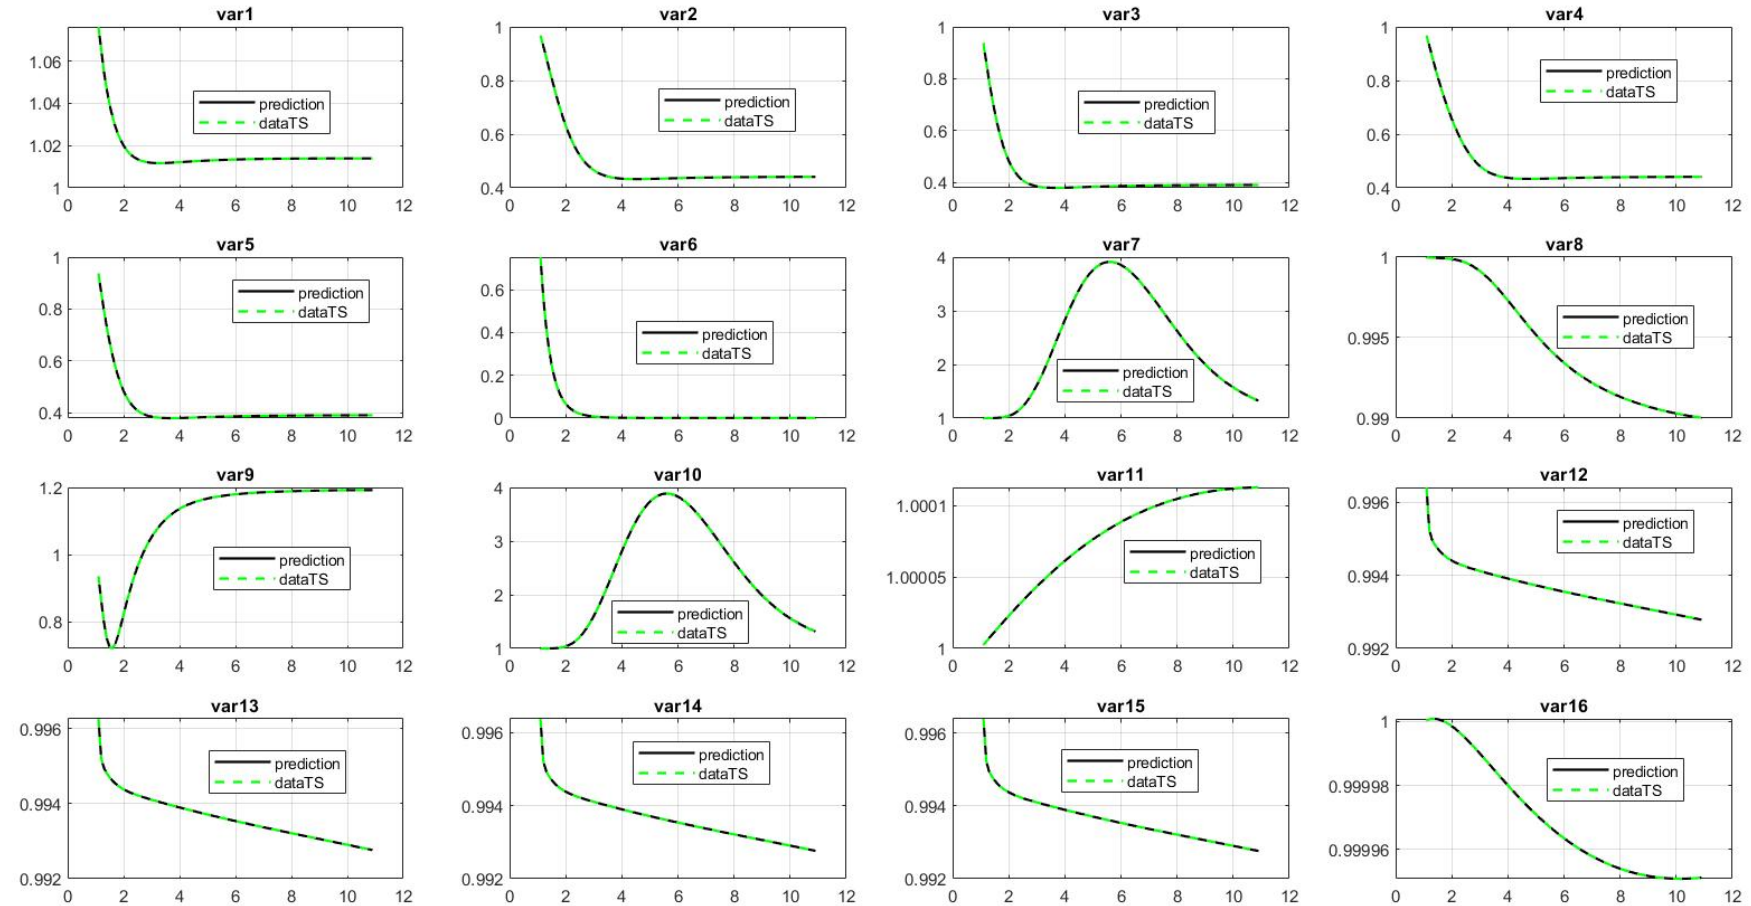 var1
1.06
1.04
1.02
1
0 2 4 6 8 10 12
prediction
dataTS
var2
1
0.8
0.6
0.4
0 2 4 6 8 10 12
prediction
dataTS
var3
1
0.8
0.6
0.4
0 2 4 6 8 10 12
prediction
dataTS
var4
1
0.8
0.6
0.4
0 2 4 6 8 10 12
prediction
dataTS
var5
1
0.8
0.6
0.4
0 2 4 6 8 10 12
prediction
dataTS
var6
0.6
0.4
0.2
0
0 2 4 6 8 10 12
prediction
dataTS
var7
4
3
2
1
0 2 4 6 8 10 12
prediction
dataTS
var8
1
0.995
0.99
0 2 4 6 8 10 12
prediction
dataTS
var9
1.2
1
0.8
0 2 4 6 8 10 12
prediction
dataTS
var10
4
3
2
1
0 2 4 6 8 10 12
prediction
dataTS
var11
1.0001
1.00005
1
0 2 4 6 8 10 12
prediction
dataTS
var12
0.996
0.994
0.992
0 2 4 6 8 10 12
prediction
dataTS
var13
0.996
0.994
0.992
0 2 4 6 8 10 12
prediction
dataTS
var14
0.996
0.994
0.992
0 2 4 6 8 10 12
prediction
dataTS
var15
0.996
0.994
0.992
0 2 4 6 8 10 12
prediction
dataTS
var16
1
0.99998
0.99996
0 2 4 6 8 10 12
prediction
dataTS